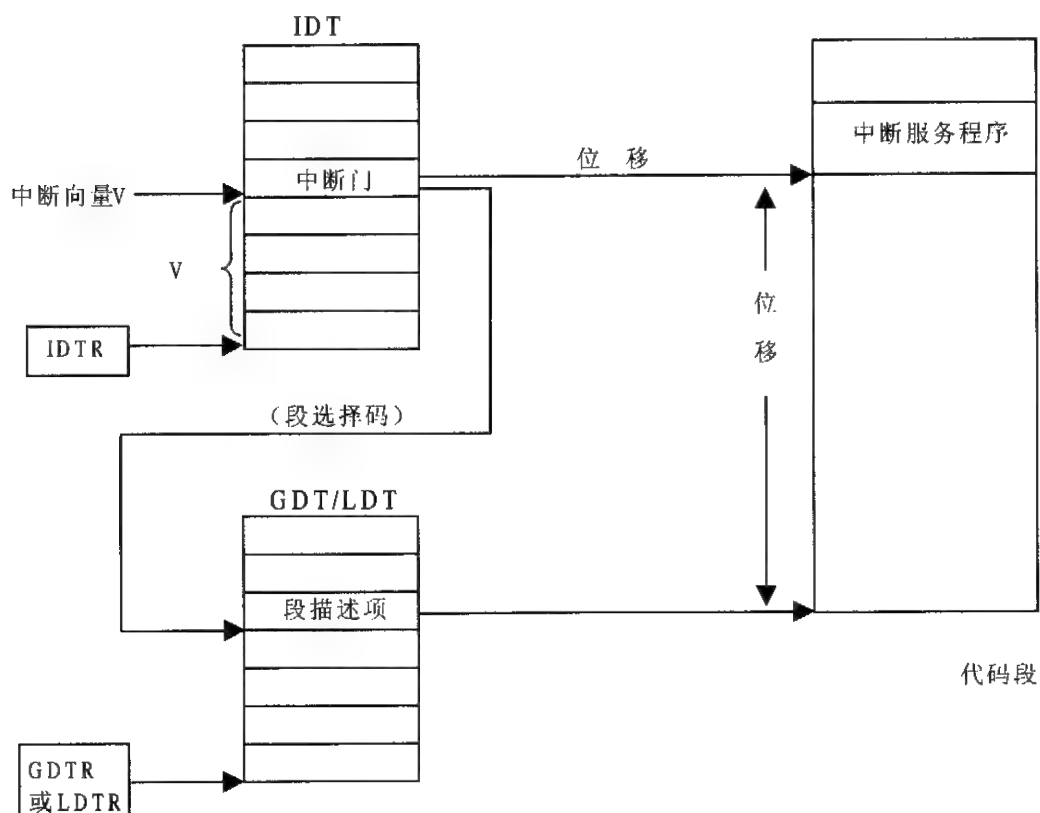 IDT
中断服务程序
位 移
中断门
中断向量V
V
位
移
IDTR
（段选择码）
GDT/LDT
段描述项
代码段
GDTR
或LDTR